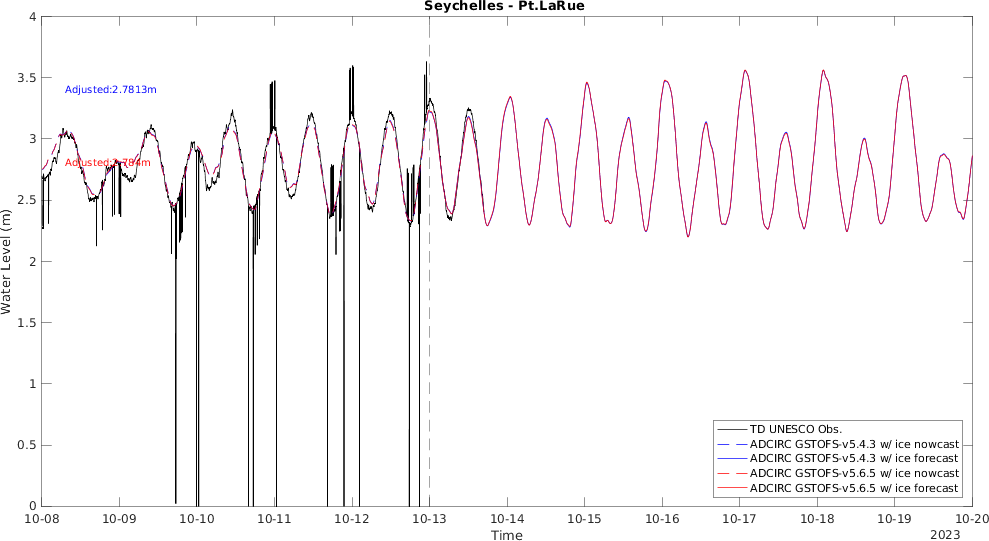 Seychelles - Pt.LaRue
4
3.5
3
2.5
2
1.5
1
0.5
0
Water Level (m)
Adjusted:2.7813m
Adjusted:2.784m
TD UNESCO Obs.
ADCIRC GSTOFS-v5.4.3 w/ ice nowcast
ADCIRC GSTOFS-v5.4.3 w/ ice forecast
ADCIRC GSTOFS-v5.6.5 w/ ice nowcast
ADCIRC GSTOFS-v5.6.5 w/ ice forecast
10-08 10-09 10-10 10-11 10-12 10-13 10-14 10-15 10-16 10-17 10-18 10-19 10-20
Time
2023